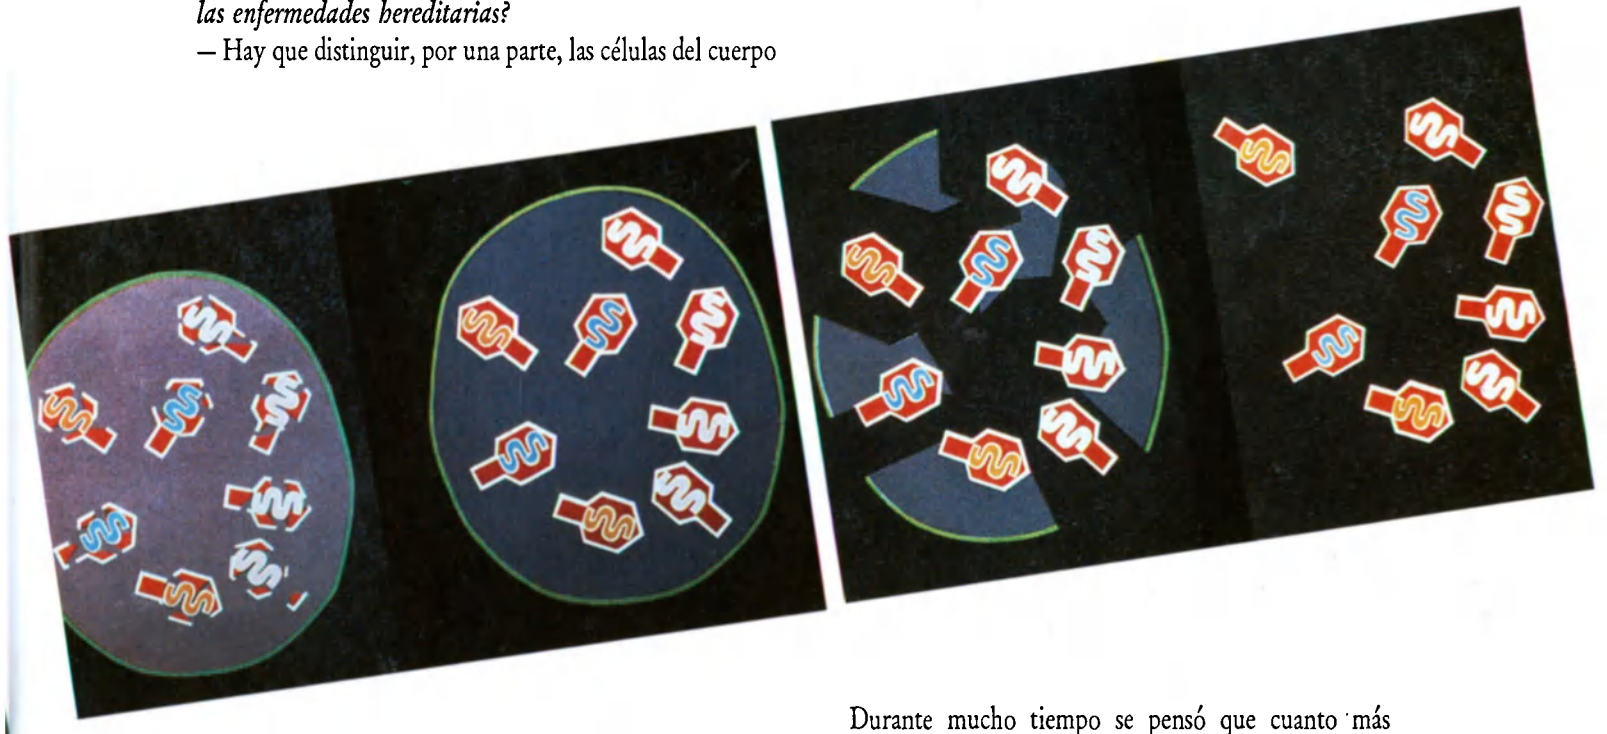 las enfermedades hereditarias?
— Hay que distinguir, por una parte, las células del cuerpo
Durante mucho tiempo se pensó que cuanto más